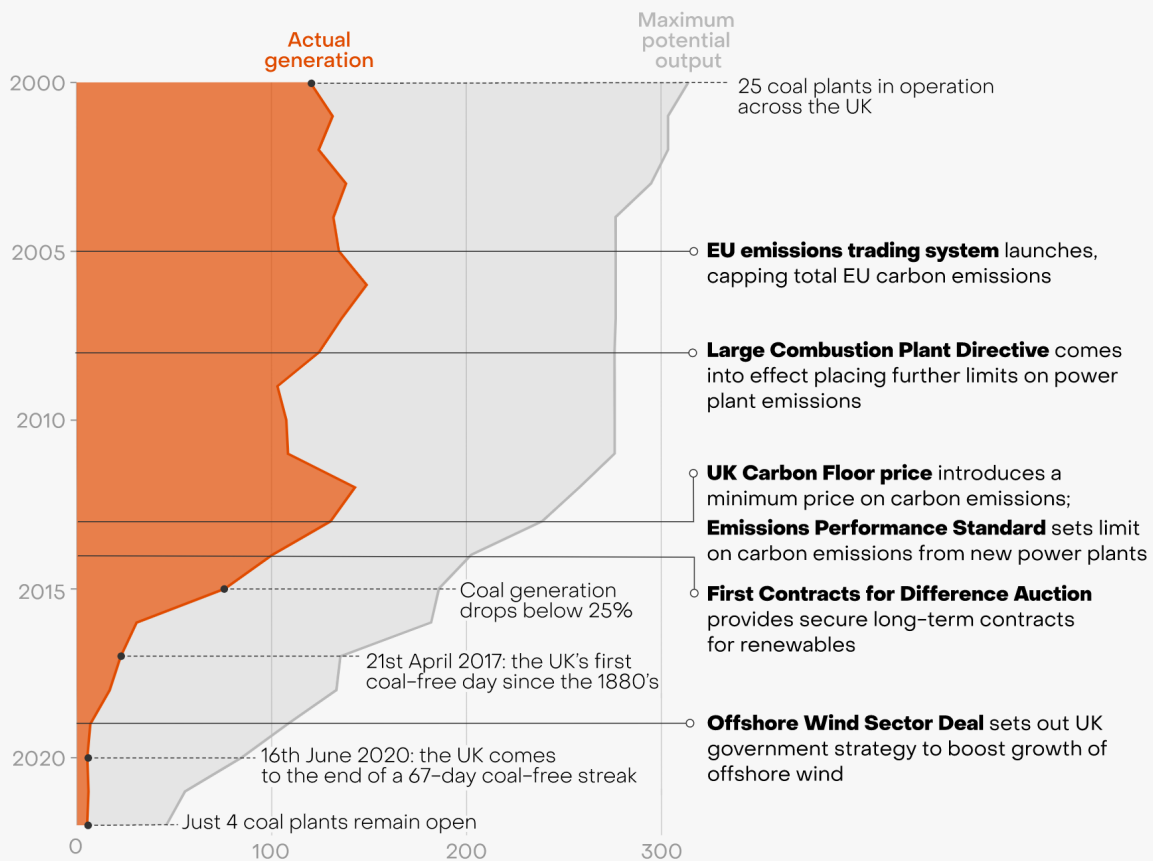 Actual
generation
Maximum
potential
output
2000
25 coal plants in operation
across the UK
2005
EU emissions trading system launches,
capping total EU carbon emissions
Large Combustion Plant Directive comes
into effect placing further limits on power
plant emissions
2010
UK Carbon Floor price introduces a
minimum price on carbon emissions;
Emissions Performance Standard sets limit
on carbon emissions from new power plants
2015
Coal generation
drops below 25%
First Contracts for Difference Auction
provides secure long-term contracts
for renewables
21st April 2017: the UK's first
coal-free day since the 1880's
Offshore Wind Sector Deal sets out UK
government strategy to boost growth of
offshore wind
2020
16th June 2020: the UK comes
to the end of a 67-day coal-free streak
Just 4 coal plants remain open
0
100
200
300